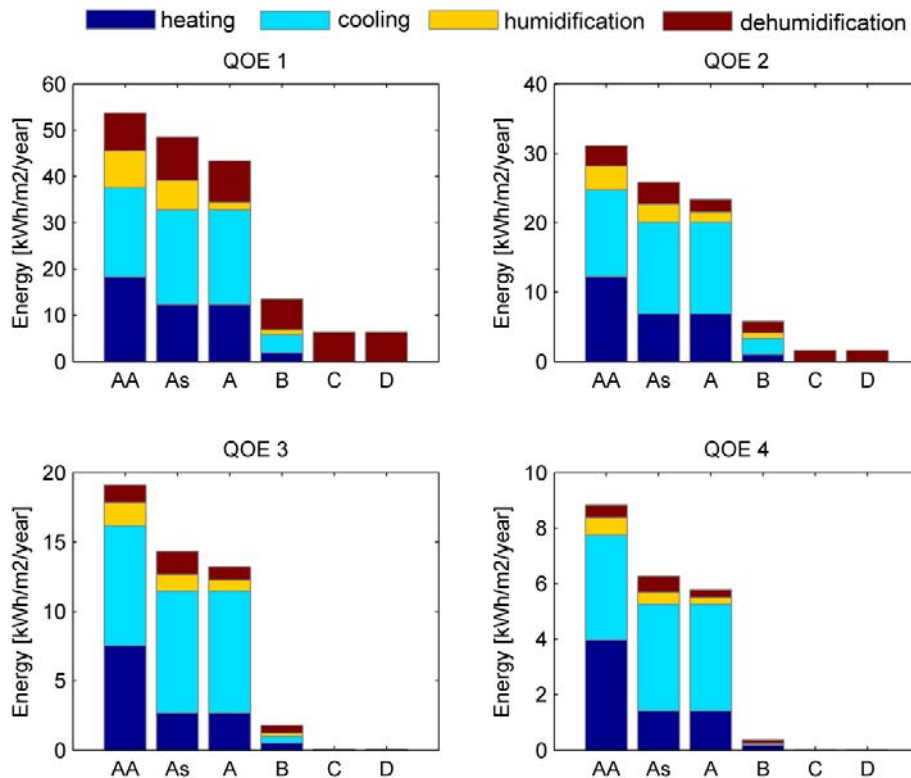 heating cooling humidification dehumidification
QOE 1
60
50
40
30
20
10
0
Energy [kWh/m2/year]
AA As A B C D
QOE 2
40
30
20
10
0
Energy [kWh/m2/year]
AA As A B C D
QOE 3
20
15
10
5
0
Energy [kWh/m2/year]
AA As A B C D
QOE 4
10
8
6
4
2
0
Energy [kWh/m2/year]
AA As A B C D